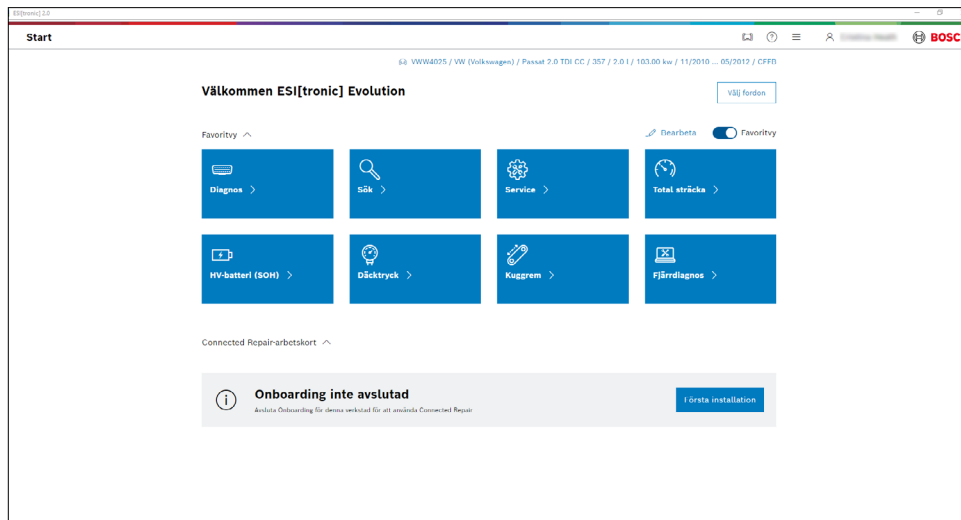 ESI[tronic] 2.0
Start
BOSC
VWW4025 / VW (Volkswagen) / Passat 2.0 TDI CC / 357 / 2.0 l / 103.00 kw / 11/2010 ... 05/2012 / CFFB
Välkommen ESI[tronic] Evolution
Välj fordon
Favoritvy
Bearbeta
Favoritvy
Diagnos
Sök
Service
Total sträcka
HV-batteri (SOH)
Däcktryck
Kuggrem
Fjärrdiagnos
Connected Repair-arbetskort
Onboarding inte avslutad
Avsluta Onboarding för denna verkstad för att använda Connected Repair
Första installation